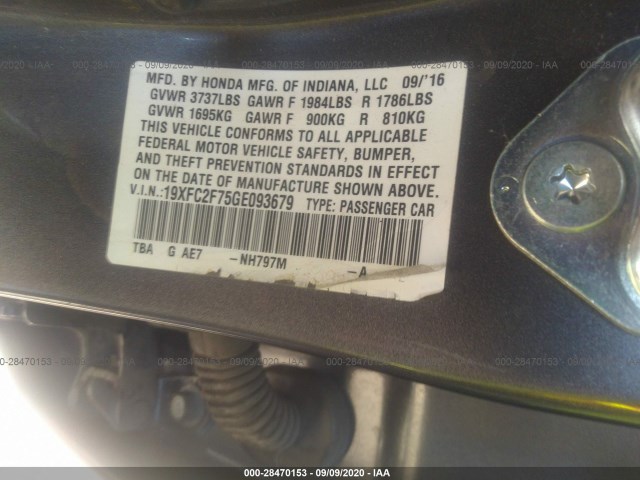 MFD. BY HONDA MFG. OF INDIANA, LLC 09/'16
GVWR 3737LBS GAWR F 1984LBS R 1786LBS
GVWR 1695KG GAWR F 900KG R 810KG
THIS VEHICLE CONFORMS TO ALL APPLICABLE
FEDERAL MOTOR VEHICLE SAFETY, BUMPER,
AND THEFT PREVENTION STANDARDS IN EFFECT
ON THE DATE OF MANUFACTURE SHOWN ABOVE.
V.I.N.:19XFC2F75GE093679 TYPE: PASSENGER CAR
TBA G AE7 -NH797M -A
000-28470153 - 09/09/2020 - IAA